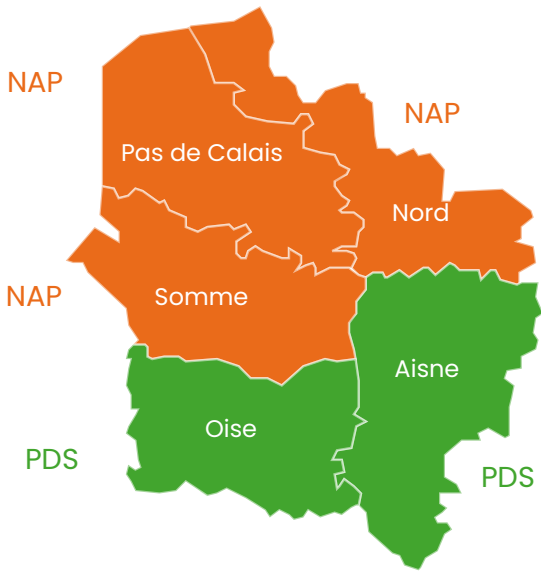 NAP
NAP
Pas de Calais
Nord
NAP
Somme
Aisne
Oise
PDS
PDS